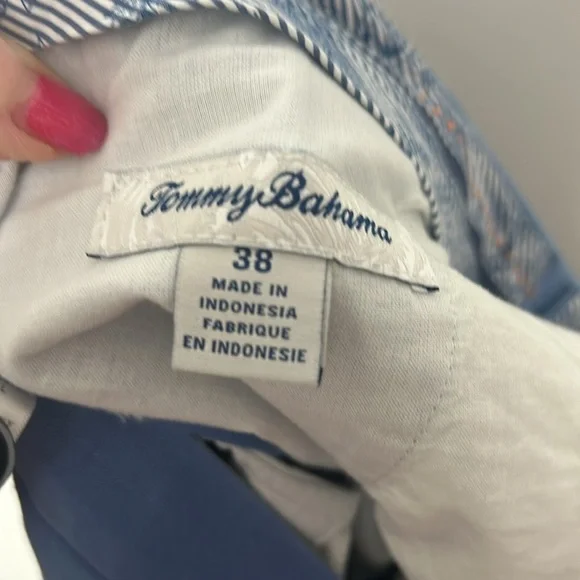 Tommy Bahama
38
MADE IN
INDONESIA
FABRIQUE
EN INDONESIE